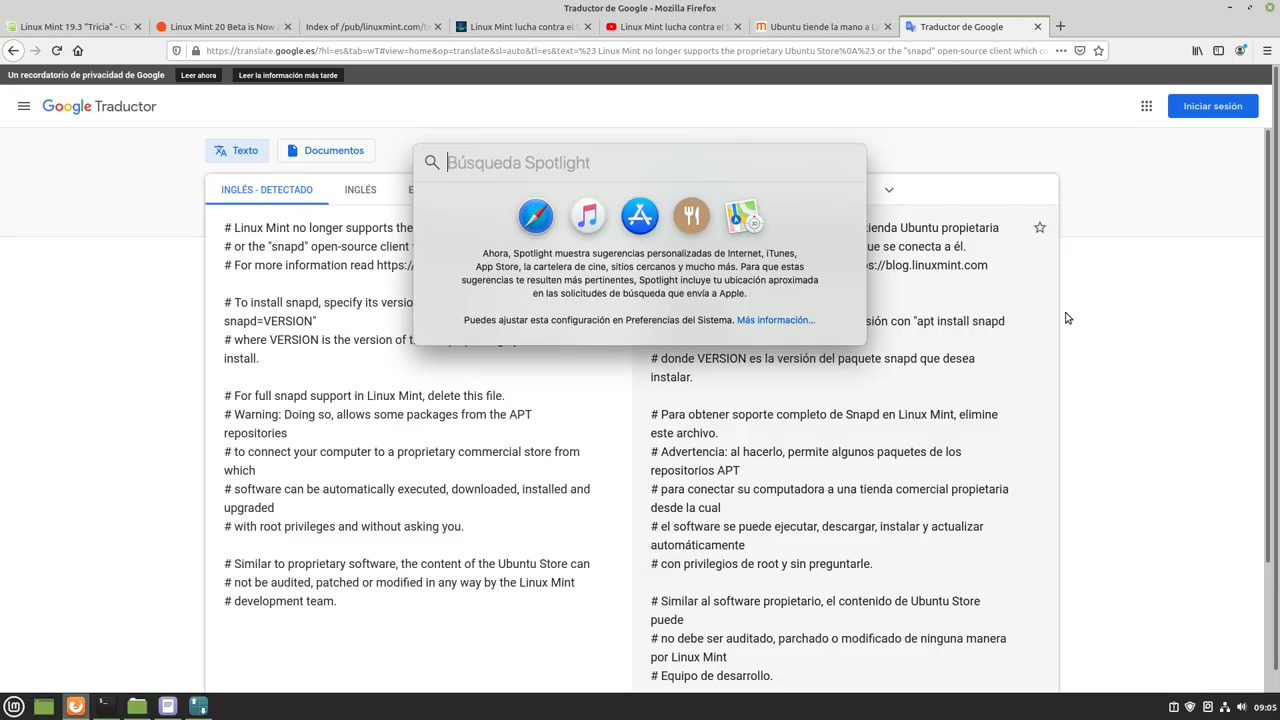 Traductor de Google - Mozilla Firefox
Linux Mint 19.3 "Tricia" - Ci
Linux Mint 20 Beta is Now
Index of /pub/linuxmint.com/te
Linux Mint lucha contra el S
Linux Mint lucha contra el S
Ubuntu tiende la mano a Lin
Traductor de Google
https://translate.google.es/?hl=es&tab=wT#view=home&op=translate&sl=auto&tl=es&text=%23 Linux Mint no longer supports the proprietary Ubuntu Store%0A%23 or the "snapd" open-source client which co
Un recordatorio de privacidad de Google
Leer ahora
Leer la información más tarde
Google Traductor
Iniciar sesión
Texto
Documentos
Búsqueda Spotlight
INGLÉS - DETECTADO
INGLÉS
Ahora, Spotlight muestra sugerencias personalizadas de Internet, iTunes,
App Store, la cartelera de cine, sitios cercanos y mucho más. Para que estas
sugerencias te resulten más pertinentes, Spotlight incluye tu ubicación aproximada
en las solicitudes de búsqueda que envía a Apple.
Puedes ajustar esta configuración en Preferencias del Sistema. Más información...
# Linux Mint no longer supports the
# or the "snapd" open-source client
# For more information read https:/
# To install snapd, specify its versio
snapd=VERSION"
# where VERSION is the version of
install.
# For full snapd support in Linux Mint, delete this file.
# Warning: Doing so, allows some packages from the APT
repositories
# to connect your computer to a proprietary commercial store from
which
# software can be automatically executed, downloaded, installed and
upgraded
# with root privileges and without asking you.
# Similar to proprietary software, the content of the Ubuntu Store can
# not be audited, patched or modified in any way by the Linux Mint
# development team.
tienda Ubuntu propietaria
que se conecta a él.
s://blog.linuxmint.com
sión con "apt install snapd
# donde VERSION es la versión del paquete snapd que desea
instalar.
# Para obtener soporte completo de Snapd en Linux Mint, elimine
este archivo.
# Advertencia: al hacerlo, permite algunos paquetes de los
repositorios APT
# para conectar su computadora a una tienda comercial propietaria
desde la cual
# el software se puede ejecutar, descargar, instalar y actualizar
automáticamente
# con privilegios de root y sin preguntarle.
# Similar al software propietario, el contenido de Ubuntu Store
puede
# no debe ser auditado, parchado o modificado de ninguna manera
por Linux Mint
# Equipo de desarrollo.
09:05